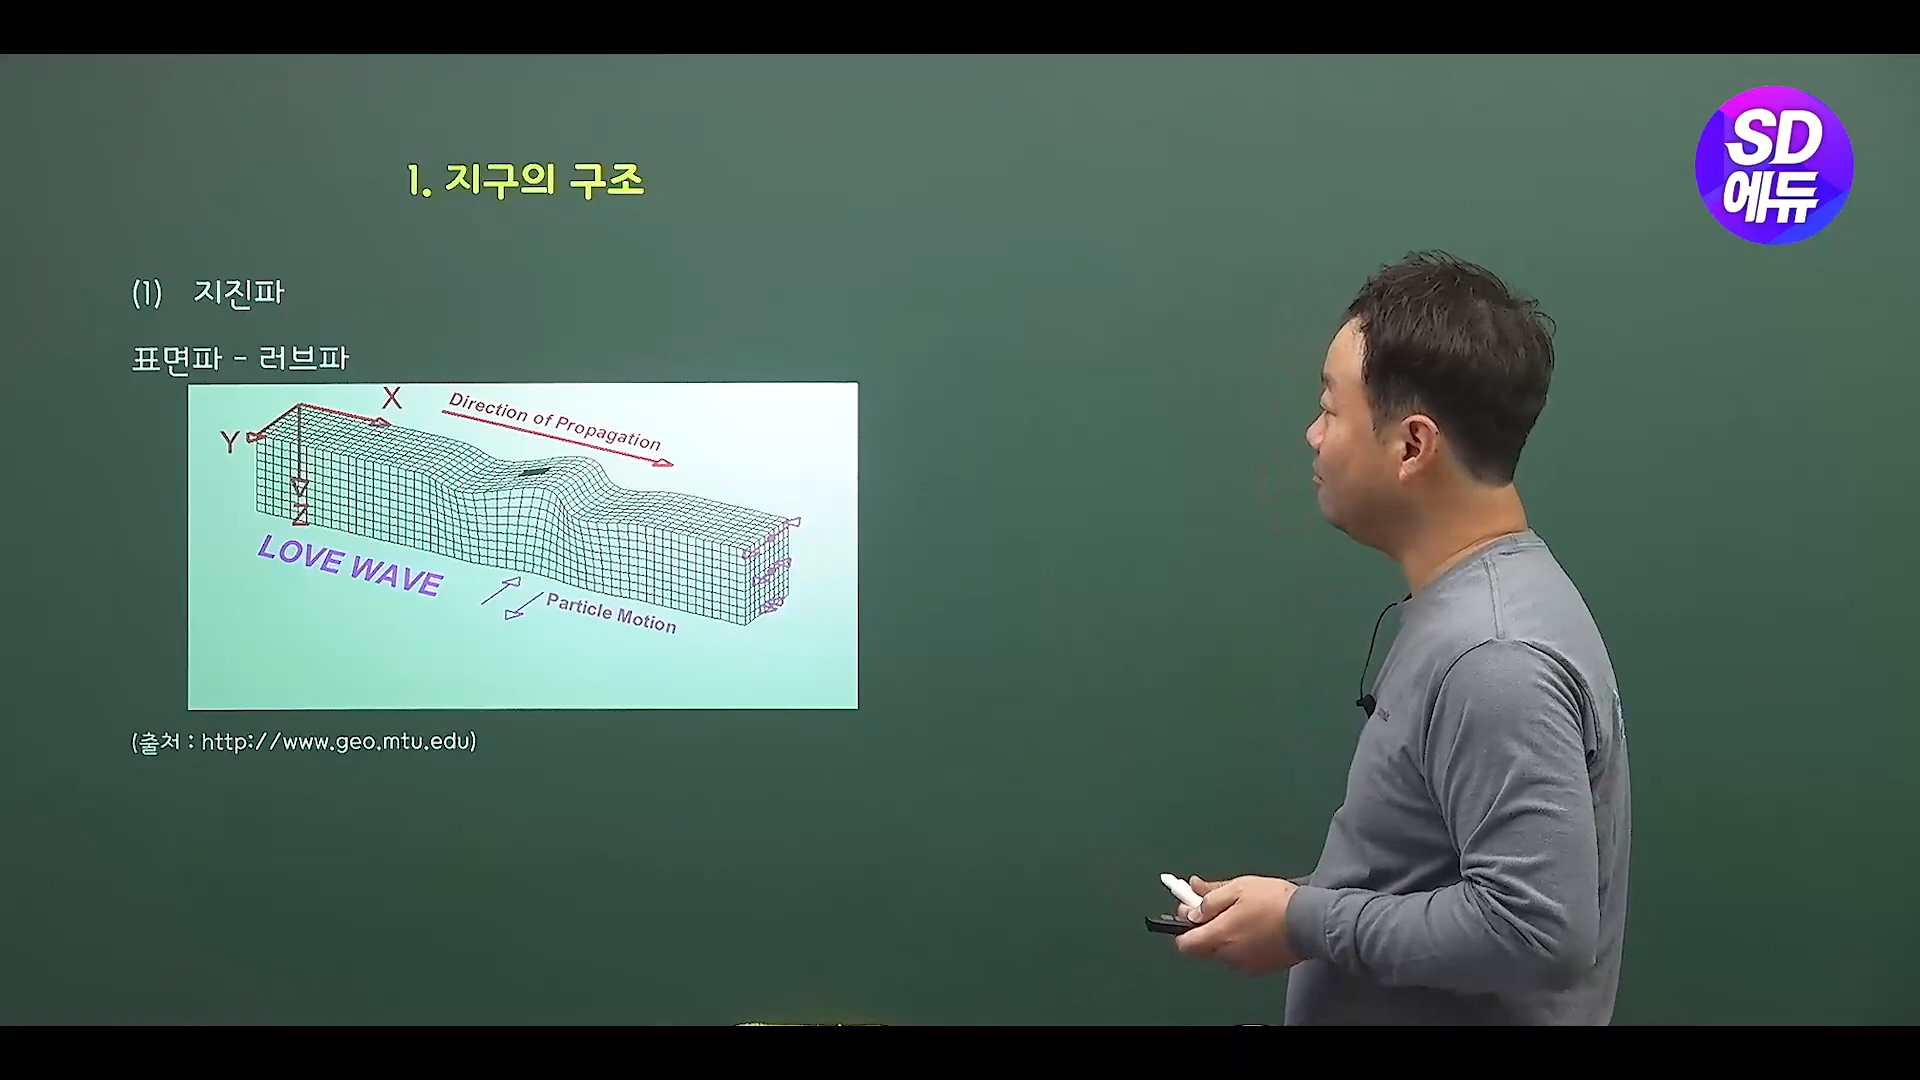 SD
에듀
1. 지구의 구조
(1) 지진파
표면파 - 러브파
X
Direction of Propagation
Y
Z
LOVE WAVE
Particle Motion
(출처 : http://www.geo.mtu.edu)